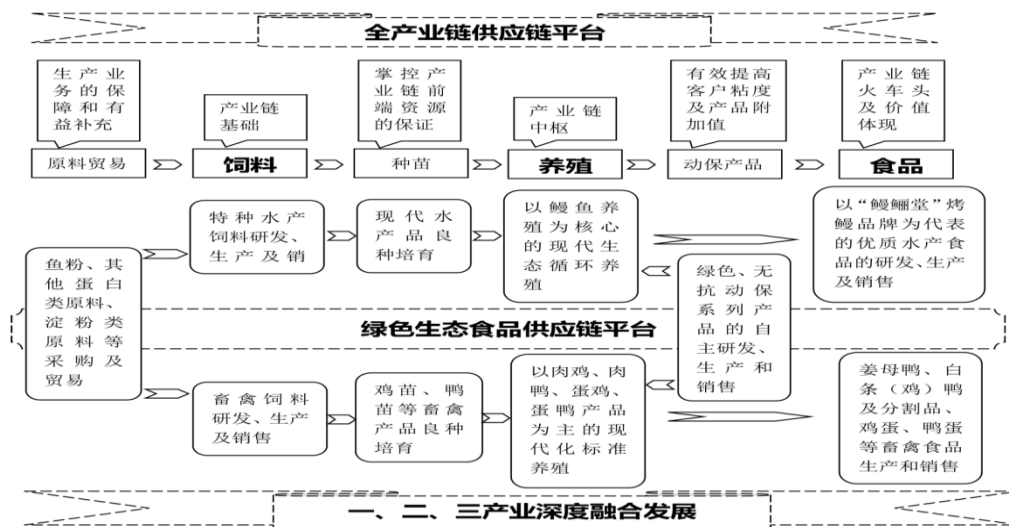 全产业链供应链平台
生产业
务的保
障和有
益补充
产业链
基础
掌控产
业链前
端资源
的保证
产业链
中枢
有效提高
客户粘度
及产品附
加值
产业链
火车头
及价值
体现
原料贸易
饲料
种苗
养殖
动保产品
食品
鱼粉、其
他蛋白
类原料、
淀粉类
原料等
采购及
贸易
特种水产
饲料研发、
生产及销
现代水
产品良
种培育
以鳗鱼养
殖为核心
的现代生
态循环养
殖
以“鳗鲡堂”烤
鳗品牌为代表
的优质水产食
品的研发、生产
及销售
绿色、无
抗动保
系列产
品的自
主研发、
生产和
销售
绿色生态食品供应链平台
畜禽饲料
研发、生产
及销售
鸡苗、鸭
苗等畜禽
产品良种
培育
以肉鸡、肉
鸭、蛋鸡、
蛋鸭产品
为主的现
代化标准
养殖
姜母鸭、白
条（鸡）鸭
及分割品、
鸡蛋、鸭蛋
等畜禽食品
生产和销售
一、二、三产业深度融合发展